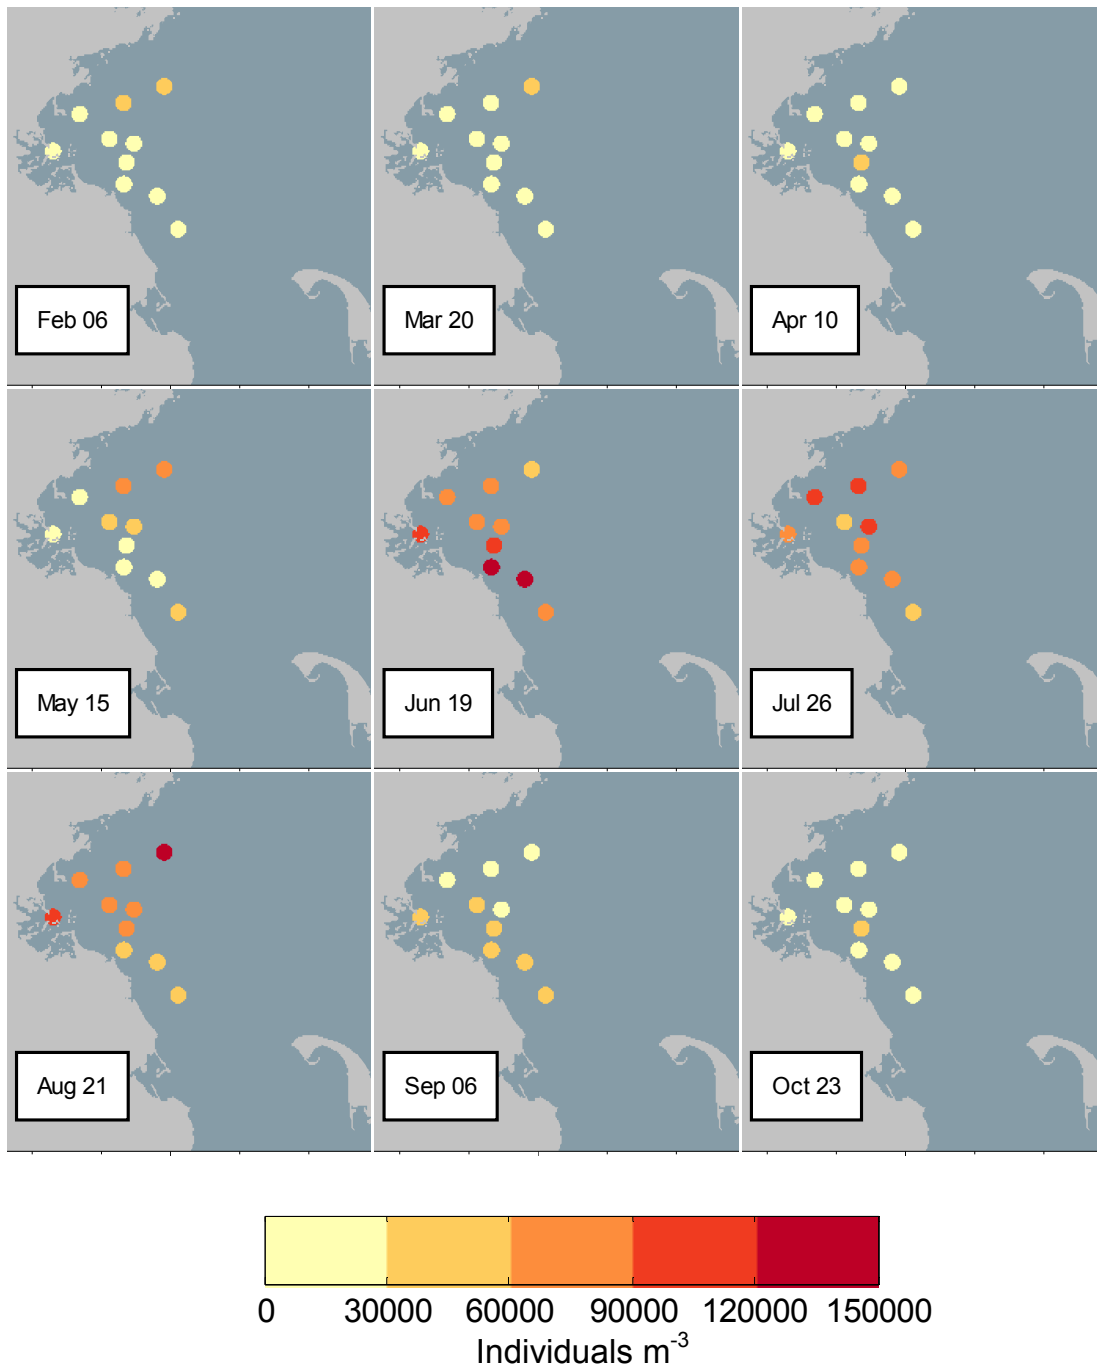 Feb 06
Mar 20
Apr 10
May 15
Jun 19
Jul 26
Aug 21
Sep 06
Oct 23
0 30000 60000 90000 120000 150000
Individuals m⁻³